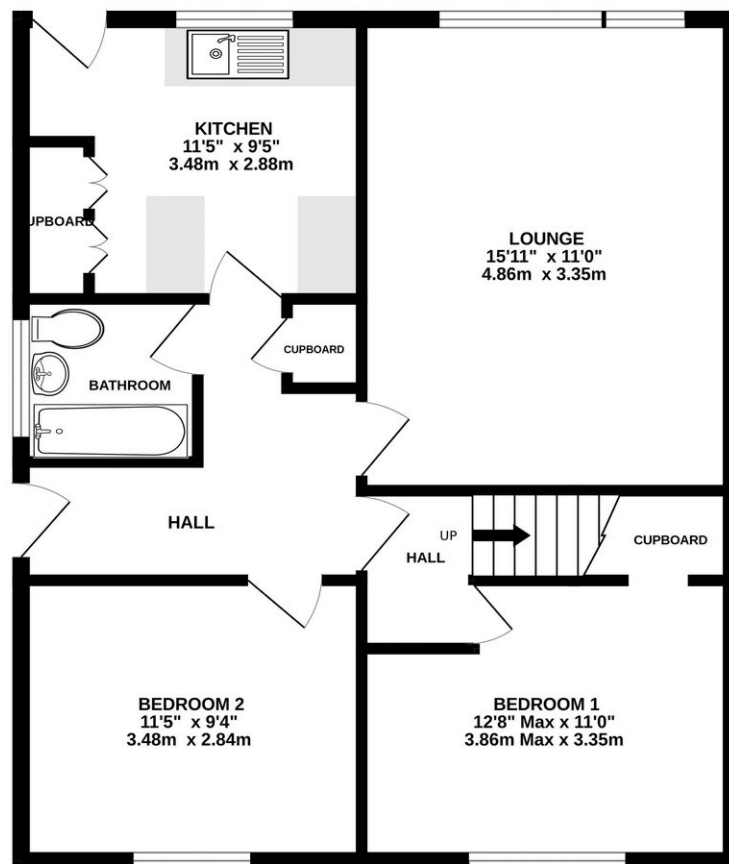 KITCHEN
11'5" x 9'5"
3.48m x 2.88m
UPBOARD
LOUNGE
15'11" x 11'0"
4.86m x 3.35m
CUPBOARD
BATHROOM
HALL
UP
HALL
CUPBOARD
BEDROOM 2
11'5" x 9'4"
3.48m x 2.84m
BEDROOM 1
12'8" Max x 11'0"
3.86m Max x 3.35m